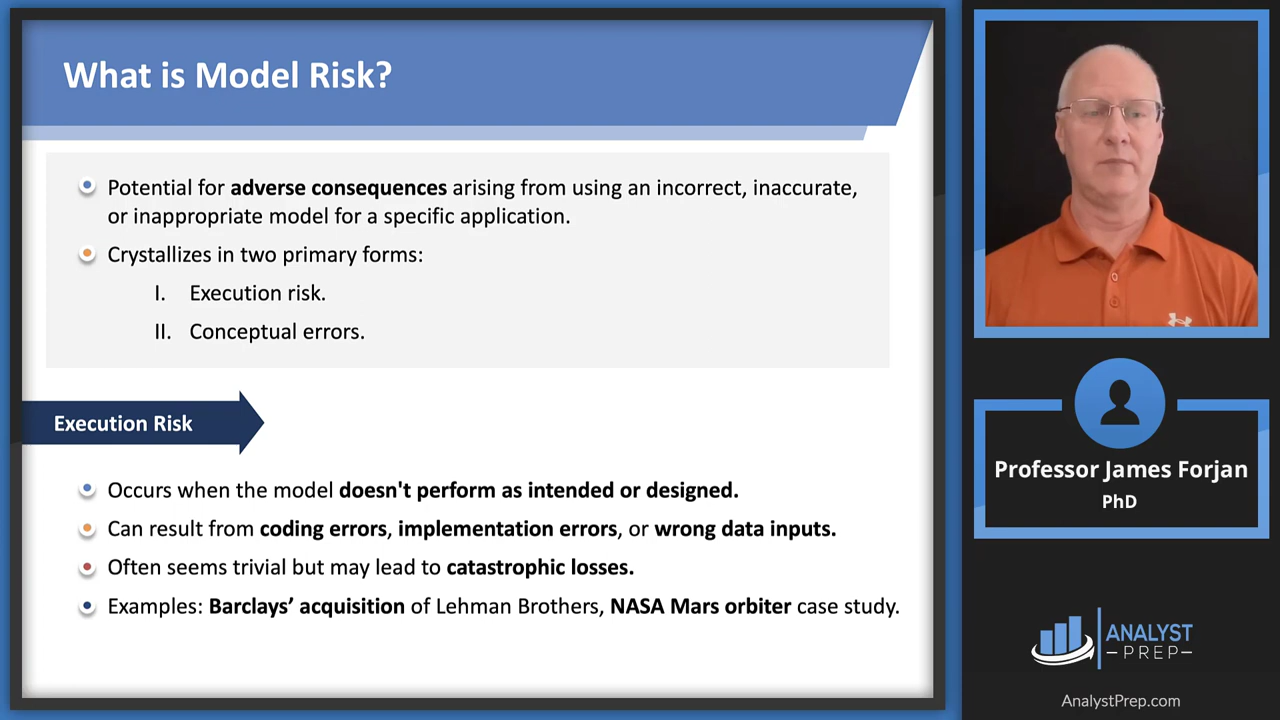 What is Model Risk?
Potential for adverse consequences arising from using an incorrect, inaccurate,
or inappropriate model for a specific application.
Crystallizes in two primary forms:
I. Execution risk.
II. Conceptual errors.
Execution Risk
Occurs when the model doesn't perform as intended or designed.
Can result from coding errors, implementation errors, or wrong data inputs.
Often seems trivial but may lead to catastrophic losses.
Examples: Barclays’ acquisition of Lehman Brothers, NASA Mars orbiter case study.
Professor James Forjan
PhD
ANALYST
PREP
AnalystPrep.com